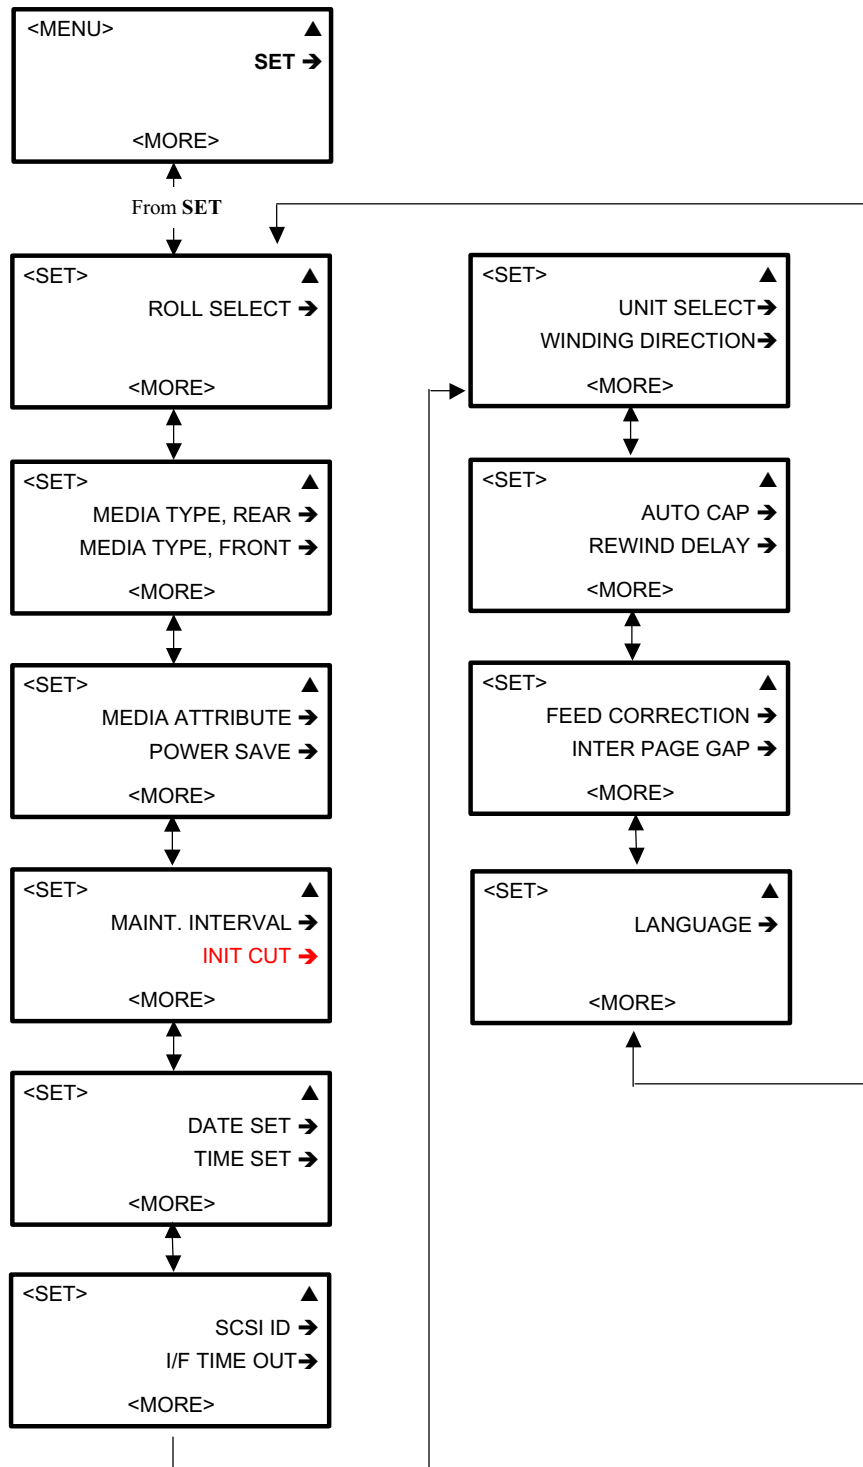 <MENU> ▲
SET ➔
<MORE>
From SET
<SET> ▲
ROLL SELECT ➔
<MORE>
<SET> ▲
MEDIA TYPE, REAR ➔
MEDIA TYPE, FRONT ➔
<MORE>
<SET> ▲
MEDIA ATTRIBUTE ➔
POWER SAVE ➔
<MORE>
<SET> ▲
MAINT. INTERVAL ➔
INIT CUT ➔
<MORE>
<SET> ▲
DATE SET ➔
TIME SET ➔
<MORE>
<SET> ▲
SCSI ID ➔
I/F TIME OUT➔
<MORE>
<SET> ▲
UNIT SELECT➔
WINDING DIRECTION➔
<MORE>
<SET> ▲
AUTO CAP ➔
REWIND DELAY ➔
<MORE>
<SET> ▲
FEED CORRECTION ➔
INTER PAGE GAP ➔
<MORE>
<SET> ▲
LANGUAGE ➔
<MORE>